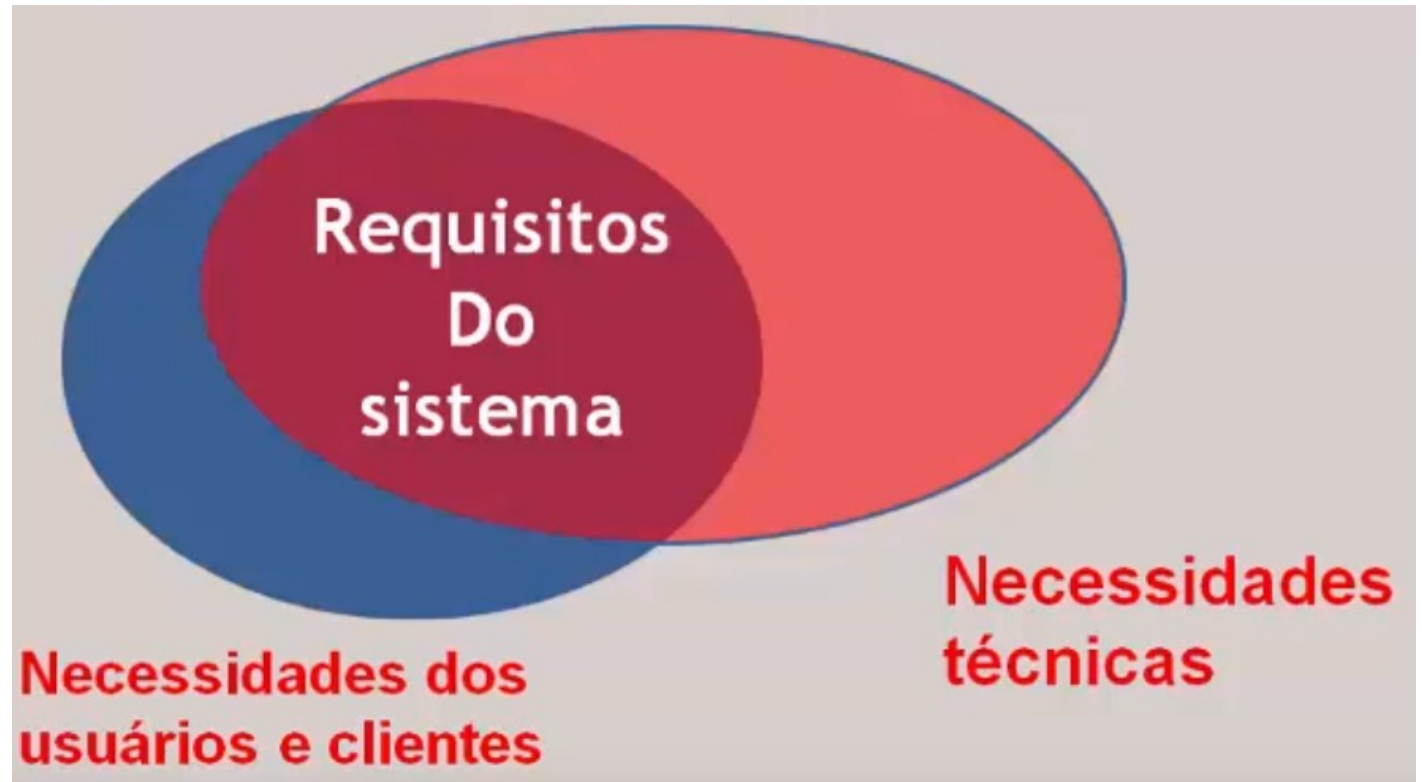 Requisitos
Do
sistema
Necessidades
técnicas
Necessidades dos
usuários e clientes